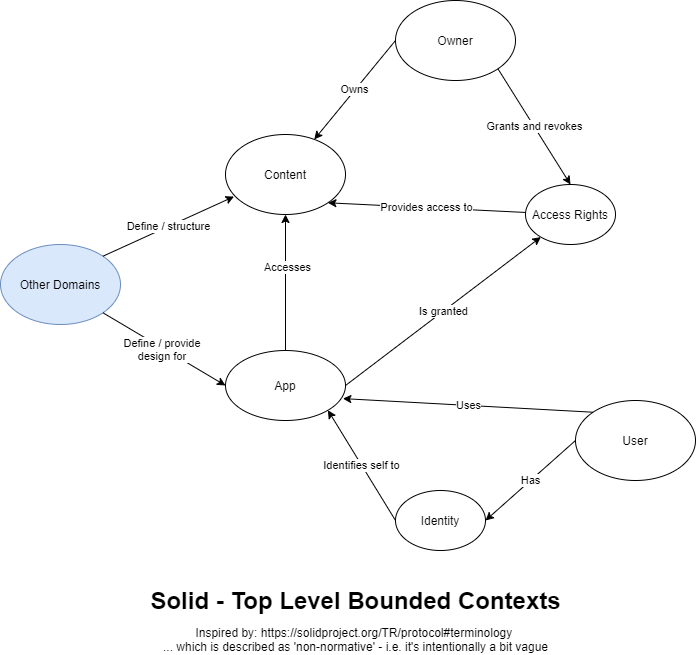 Owner
Owns
Grants and revokes
Content
Provides access to
Access Rights
Define / structure
Accesses
Other Domains
Is granted
Define / provide
design for
App
Uses
User
Identifies self to
Has
Identity
Solid - Top Level Bounded Contexts
Inspired by: https://solidproject.org/TR/protocol#terminology
... which is described as 'non-normative' - i.e. it's intentionally a bit vague